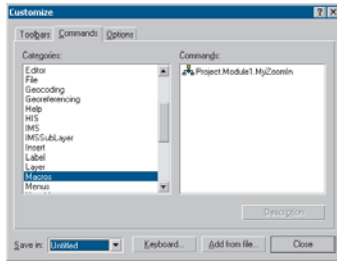 Customize
Toolbars Commands Options
Categories:
Commands:
Editor
File
Geocoding
Georeferencing
Help
HIS
IMS
IMSSubLayer
Insert
Label
Layer
Macros
Menus
Project.Module1.MyZoomIn
Description
Save in: Untitled Keyboard... Add from file... Close